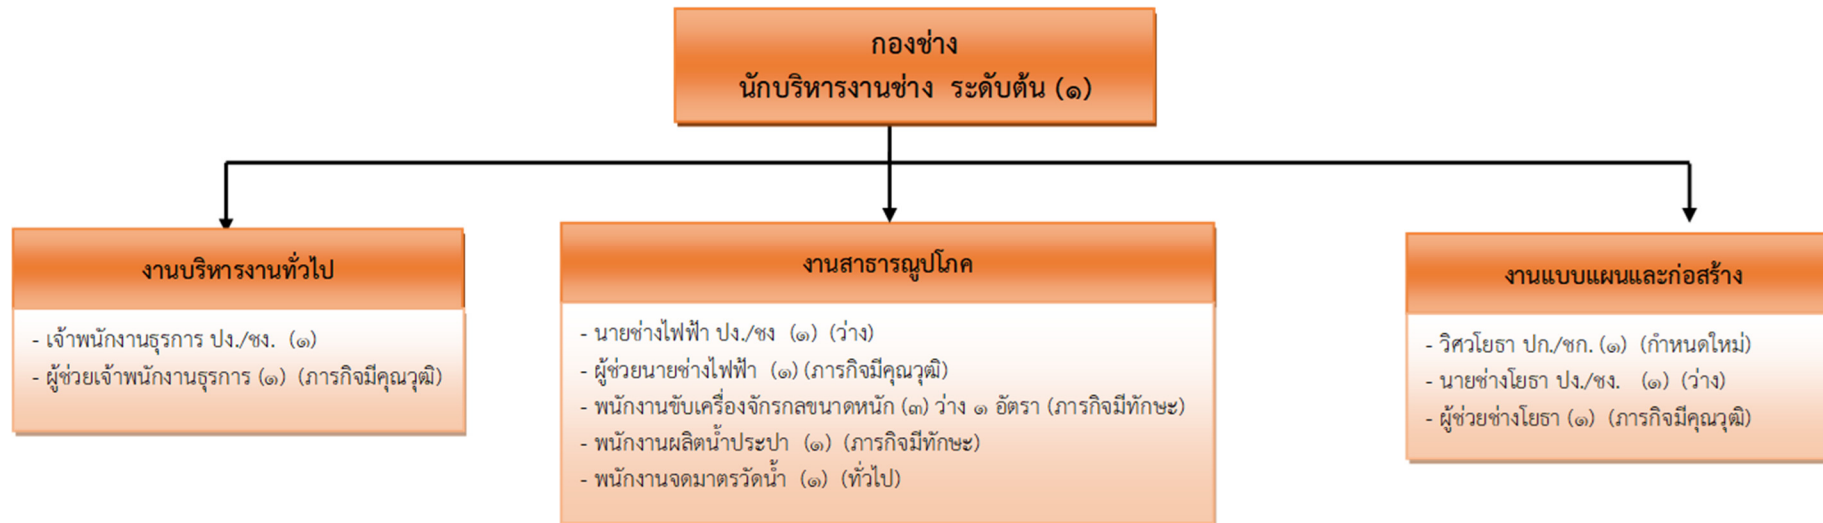 กองช่าง
นักบริหารงานช่าง ระดับต้น (๑)
งานบริหารงานทั่วไป
- เจ้าพนักงานธุรการ ปง./ชง. (๑)
- ผู้ช่วยเจ้าพนักงานธุรการ (๑) (ภารกิจมีคุณวุฒิ)
งานสาธารณูปโภค
- นายช่างไฟฟ้า ปง./ชง (๑) (ว่าง)
- ผู้ช่วยนายช่างไฟฟ้า (๑) (ภารกิจมีคุณวุฒิ)
- พนักงานขับเครื่องจักรกลขนาดหนัก (๓) ว่าง ๑ อัตรา (ภารกิจมีทักษะ)
- พนักงานผลิตน้ำประปา (๑) (ภารกิจมีทักษะ)
- พนักงานจดมาตรวัดน้ำ (๑) (ทั่วไป)
งานแบบแผนและก่อสร้าง
- วิศวโยธา ปก./ชก. (๑) (กำหนดใหม่)
- นายช่างโยธา ปง./ชง. (๑) (ว่าง)
- ผู้ช่วยช่างโยธา (๑) (ภารกิจมีคุณวุฒิ)